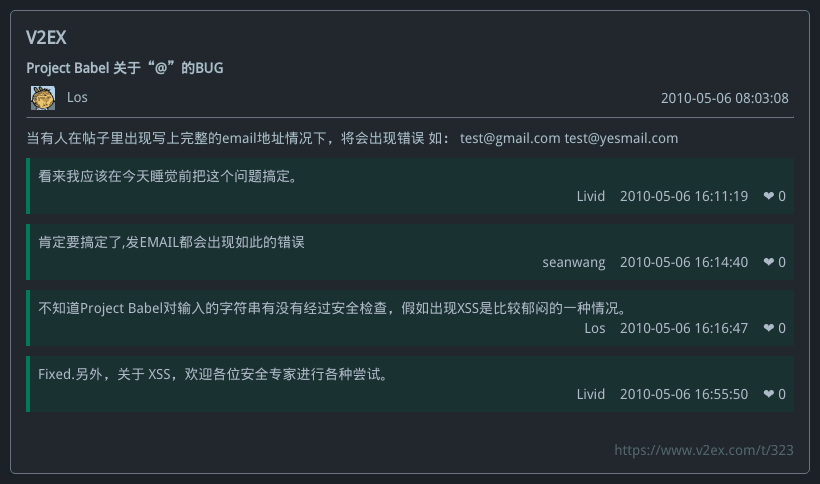 V2EX
Project Babel 关于“@”的BUG
Los 2010-05-06 08:03:08
当有人在帖子里出现写上完整的email地址情况下，将会出现错误 如： test@gmail.com test@yesmail.com
看来我应该在今天睡觉前把这个问题搞定。
Livid 2010-05-06 16:11:19 ❤ 0
肯定要搞定了,发EMAIL都会出现如此的错误
seanwang 2010-05-06 16:14:40 ❤ 0
不知道Project Babel对输入的字符串有没有经过安全检查，假如出现XSS是比较郁闷的一种情况。
Los 2010-05-06 16:16:47 ❤ 0
Fixed.另外，关于 XSS，欢迎各位安全专家进行各种尝试。
Livid 2010-05-06 16:55:50 ❤ 0
https://www.v2ex.com/t/323